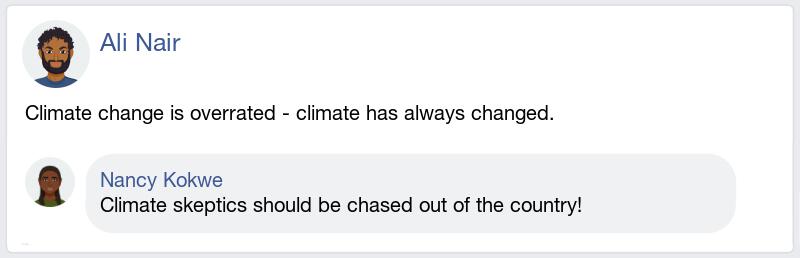 Ali Nair
Climate change is overrated - climate has always changed.
Nancy Kokwe
Climate skeptics should be chased out of the country!